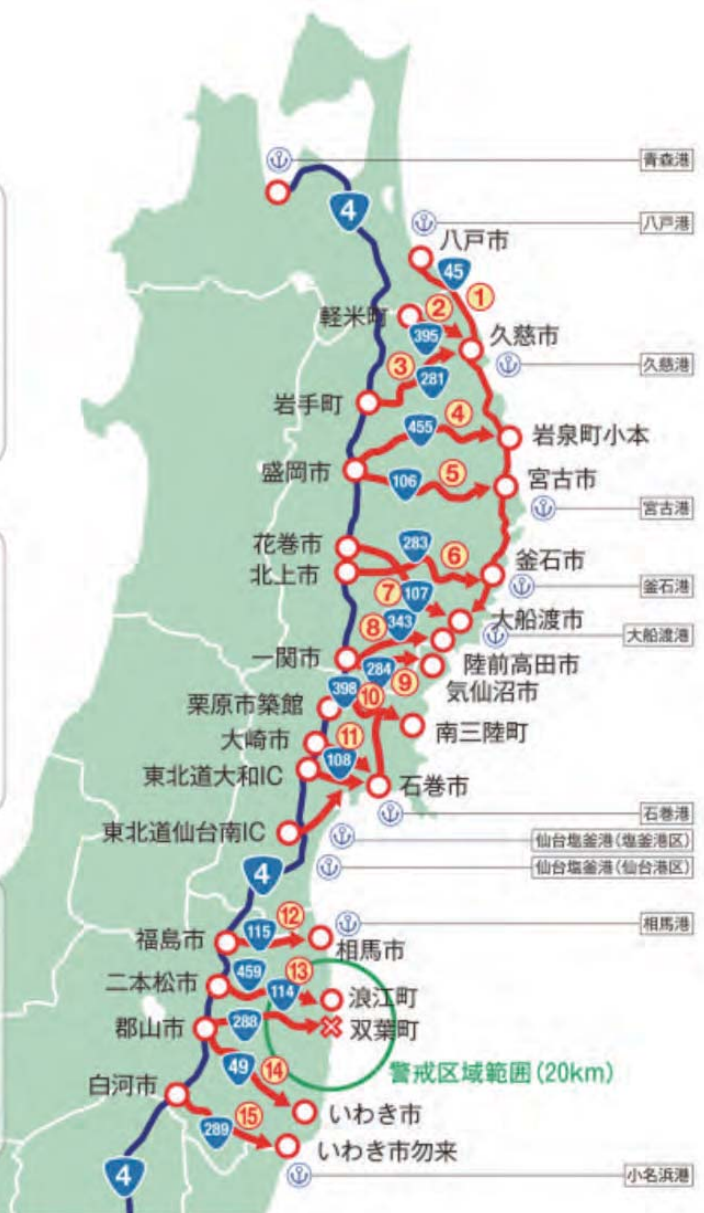 青森港
4
八戸港
八戸市
45
①
軽米町
②
395
久慈市
③
281
久慈港
岩手町
④
455
岩泉町小本
盛岡市
⑤
106
宮古市
宮古港
花巻市
283
⑥
北上市
釜石市
⑦
107
釜石港
⑧
343
大船渡市
大船渡港
一関市
284
⑨
陸前高田市
398
⑩
気仙沼市
栗原市築館
南三陸町
大崎市
⑪
108
東北道大和IC
石巻市
石巻港
東北道仙台南IC
仙台塩釜港(塩釜港区)
仙台塩釜港(仙台港区)
4
⑫
115
相馬港
福島市
相馬市
459
⑬
二本松市
114
浪江町
288
郡山市
双葉町
49
⑭
警戒区域範囲(20km)
白河市
⑮
289
いわき市
いわき市勿来
4
小名浜港